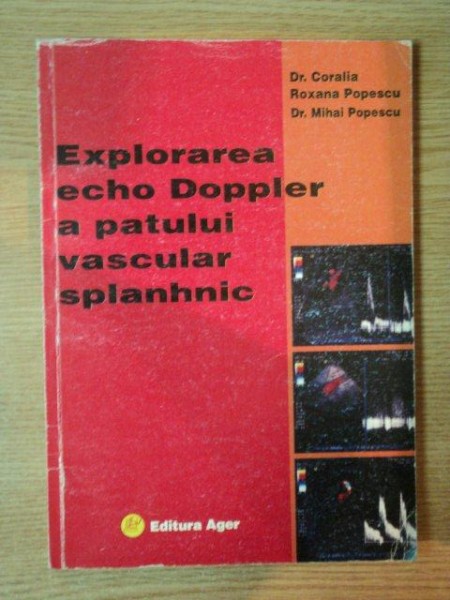 Dr. Coralia
Roxana Popescu
Dr. Mihai Popescu
Explorarea
echo Doppler
a patului
vascular
splanhnic
Editura Ager